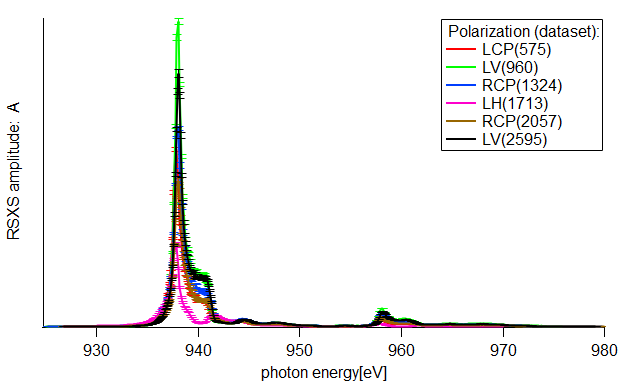 Polarization (dataset):
LCP(575)
LV(960)
RCP(1324)
LH(1713)
RCP(2057)
LV(2595)
RSXS amplitude: A
930 940 950 960 970 980
photon energy[eV]